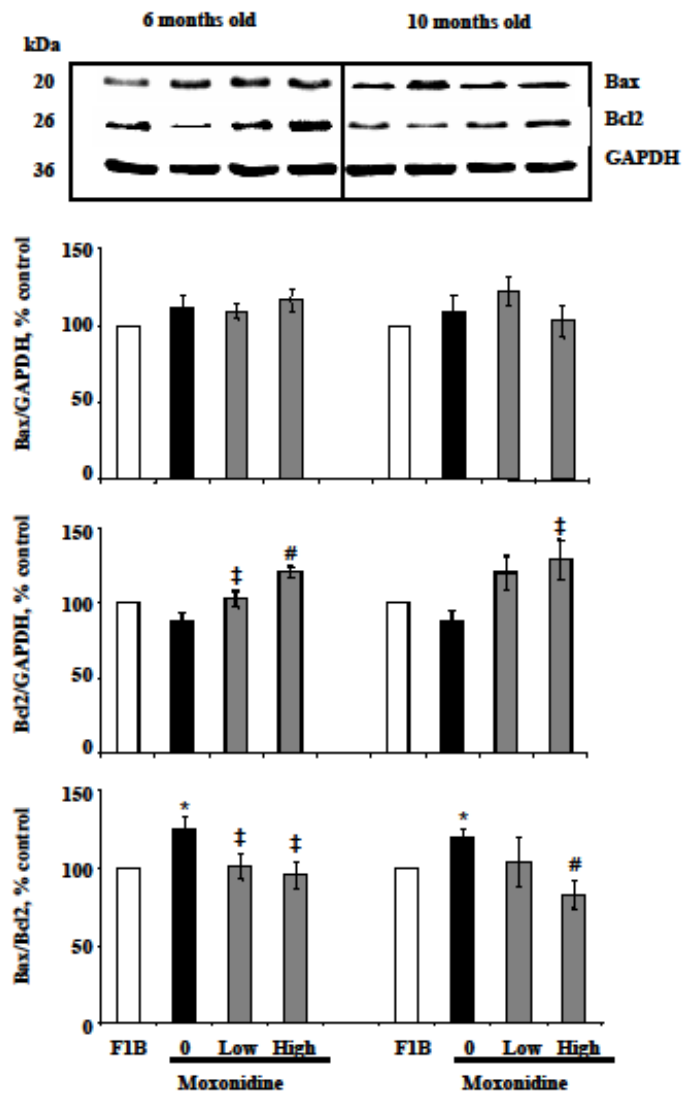 6 months old 10 months old
kDa
20 Bax
26 Bcl2
36 GAPDH
Bax/GAPDH, % control
150
100
50
0
Bcl2/GAPDH, % control
150
100
50
0
‡ # ‡
Bax/Bcl2, % control
150
100
50
0
* ‡ ‡ * #
F1B 0 Low High F1B 0 Low High
Moxonidine Moxonidine